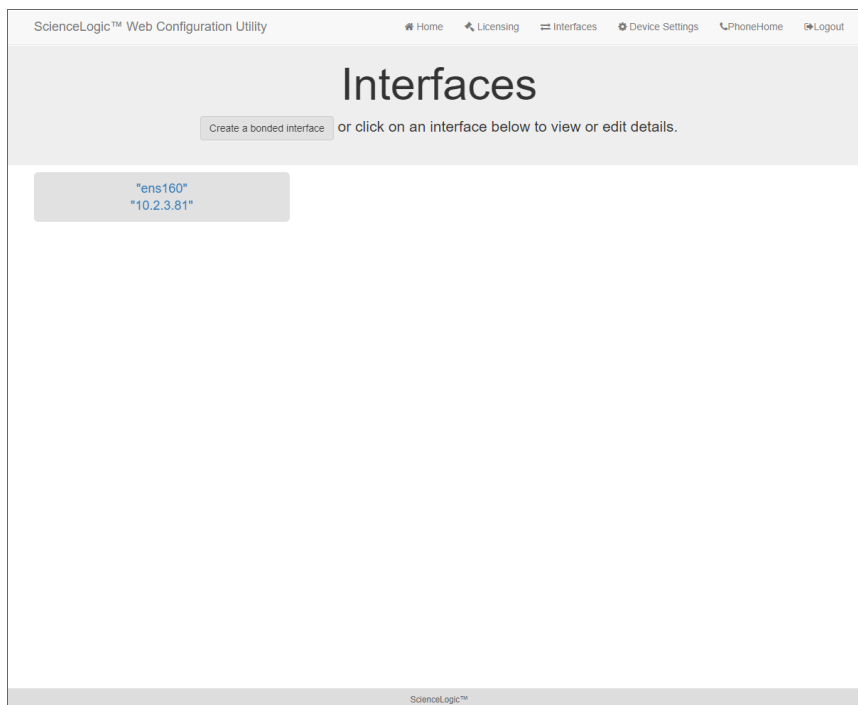 ScienceLogic™ Web Configuration Utility
Home Licensing Interfaces Device Settings PhoneHome Logout
Interfaces
Create a bonded interface or click on an interface below to view or edit details.
"ens160"
"10.2.3.81"
ScienceLogic™